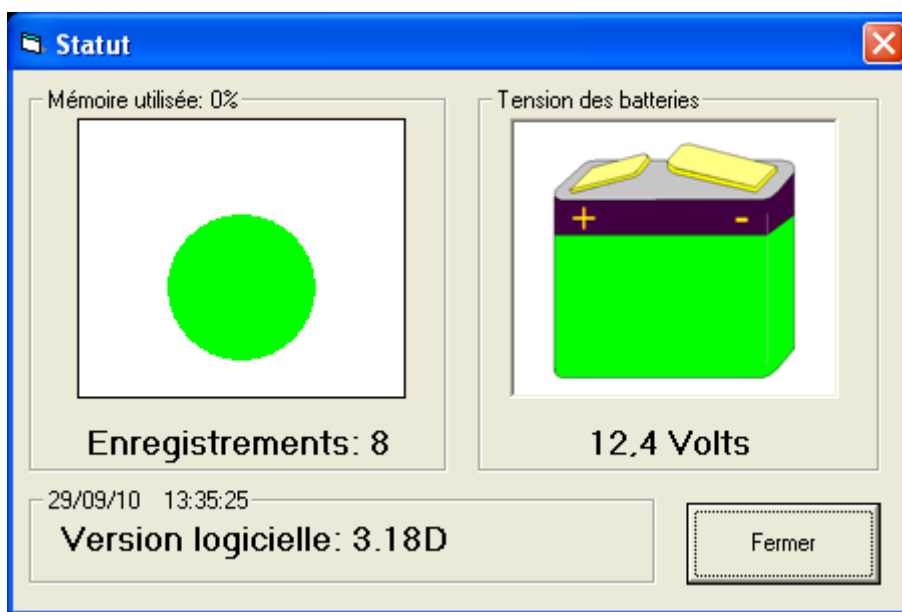 Statut
Mémoire utilisée: 0%
Enregistrements: 8
Tension des batteries
+ -
12,4 Volts
29/09/10 13:35:25
Version logicielle: 3.18D
Fermer